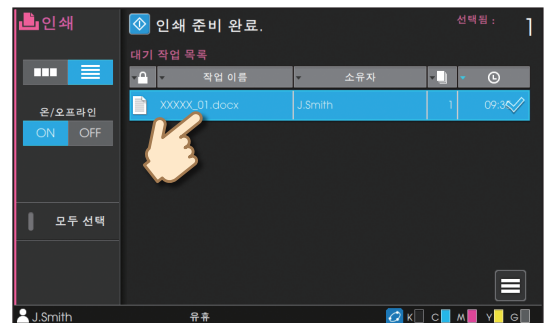 인쇄
인쇄 준비 완료.
선택됨 :
1
대기 작업 목록
작업 이름
소유자
XXXXX_01.docx
J.Smith
1
온/오프라인
ON
OFF
모두 선택
J.Smith
유휴
K
C
M
Y
G